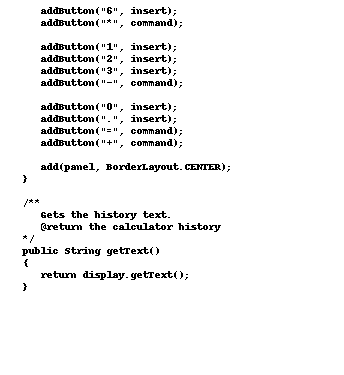 addButton("6", insert);
addButton("*", command);
addButton("1", insert);
addButton("2", insert);
addButton("3", insert);
addButton("-", command);
addButton("0", insert);
addButton(".", insert);
addButton("=", command);
addButton("+", command);
add(panel, BorderLayout.CENTER);
}
/**
Gets the history text.
@return the calculator history
*/
public String getText()
{
return display.getText();
}